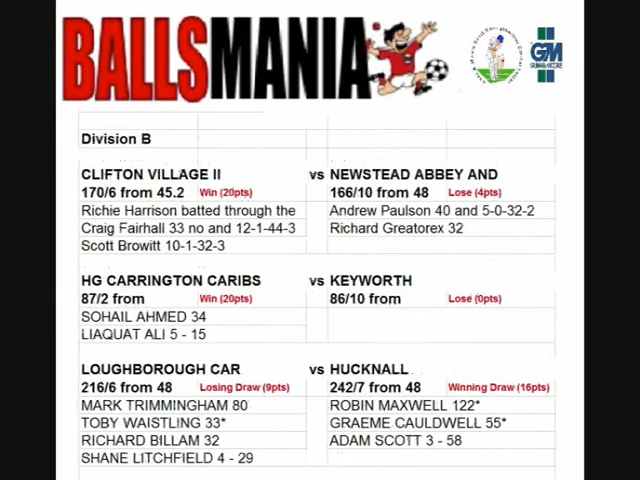 BALLSMANIA
GM
Division B
CLIFTON VILLAGE II vs NEWSTEAD ABBEY AND
170/6 from 45.2 Win (20pts) 166/10 from 48 Lose (4pts)
Richie Harrison batted through the Andrew Paulson 40 and 5-0-32-2
Craig Fairhall 33 no and 12-1-44-3 Richard Greatorex 32
Scott Browitt 10-1-32-3
HG CARRINGTON CARIBS vs KEYWORTH
87/2 from Win (20pts) 86/10 from Lose (0pts)
SOHAIL AHMED 34
LIAQUAT ALI 5 - 15
LOUGHBOROUGH CAR vs HUCKNALL
216/6 from 48 Losing Draw (9pts) 242/7 from 48 Winning Draw (16pts)
MARK TRIMMINGHAM 80 ROBIN MAXWELL 122*
TOBY WAISTLING 33* GRAEME CAULDWELL 55*
RICHARD BILLAM 32 ADAM SCOTT 3 - 58
SHANE LITCHFIELD 4 - 29